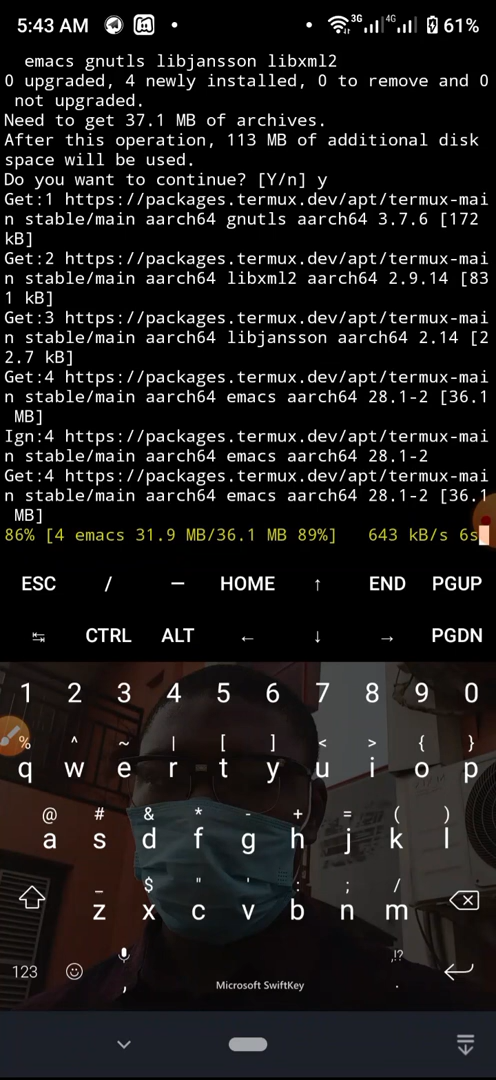 5:43 AM 3G 4G 61%
emacs gnutls libjansson libxml2
0 upgraded, 4 newly installed, 0 to remove and 0
not upgraded.
Need to get 37.1 MB of archives.
After this operation, 113 MB of additional disk
space will be used.
Do you want to continue? [Y/n] y
Get:1 https://packages.termux.dev/apt/termux-mai
n stable/main aarch64 gnutls aarch64 3.7.6 [172
kB]
Get:2 https://packages.termux.dev/apt/termux-mai
n stable/main aarch64 libxml2 aarch64 2.9.14 [83
1 kB]
Get:3 https://packages.termux.dev/apt/termux-mai
n stable/main aarch64 libjansson aarch64 2.14 [2
2.7 kB]
Get:4 https://packages.termux.dev/apt/termux-mai
n stable/main aarch64 emacs aarch64 28.1-2 [36.1
MB]
Ign:4 https://packages.termux.dev/apt/termux-mai
n stable/main aarch64 emacs aarch64 28.1-2
Get:4 https://packages.termux.dev/apt/termux-mai
n stable/main aarch64 emacs aarch64 28.1-2 [36.1
MB]
86% [4 emacs 31.9 MB/36.1 MB 89%] 643 kB/s 6s
ESC / — HOME ↑ END PGUP
↹ CTRL ALT ← ↓ → PGDN
1 2 3 4 5 6 7 8 9 0
% ^ ~ | [ ] < > { }
q w e r t y u i o p
@ # & * - + = ( )
a s d f g h j k l
_ $ " ' : ; /
z x c v b n m
,!?
123 , Microsoft SwiftKey .